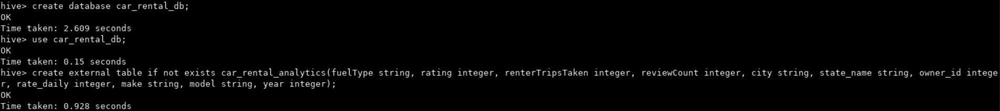 hive> create database car_rental_db;
OK
Time taken: 2.609 seconds
hive> use car_rental_db;
OK
Time taken: 0.15 seconds
hive> create external table if not exists car_rental_analytics(fuelType string, rating integer, renterTripsTaken integer, reviewCount integer, city string, state_name string, owner_id intege
r, rate_daily integer, make string, model string, year integer);
OK
Time taken: 0.928 seconds